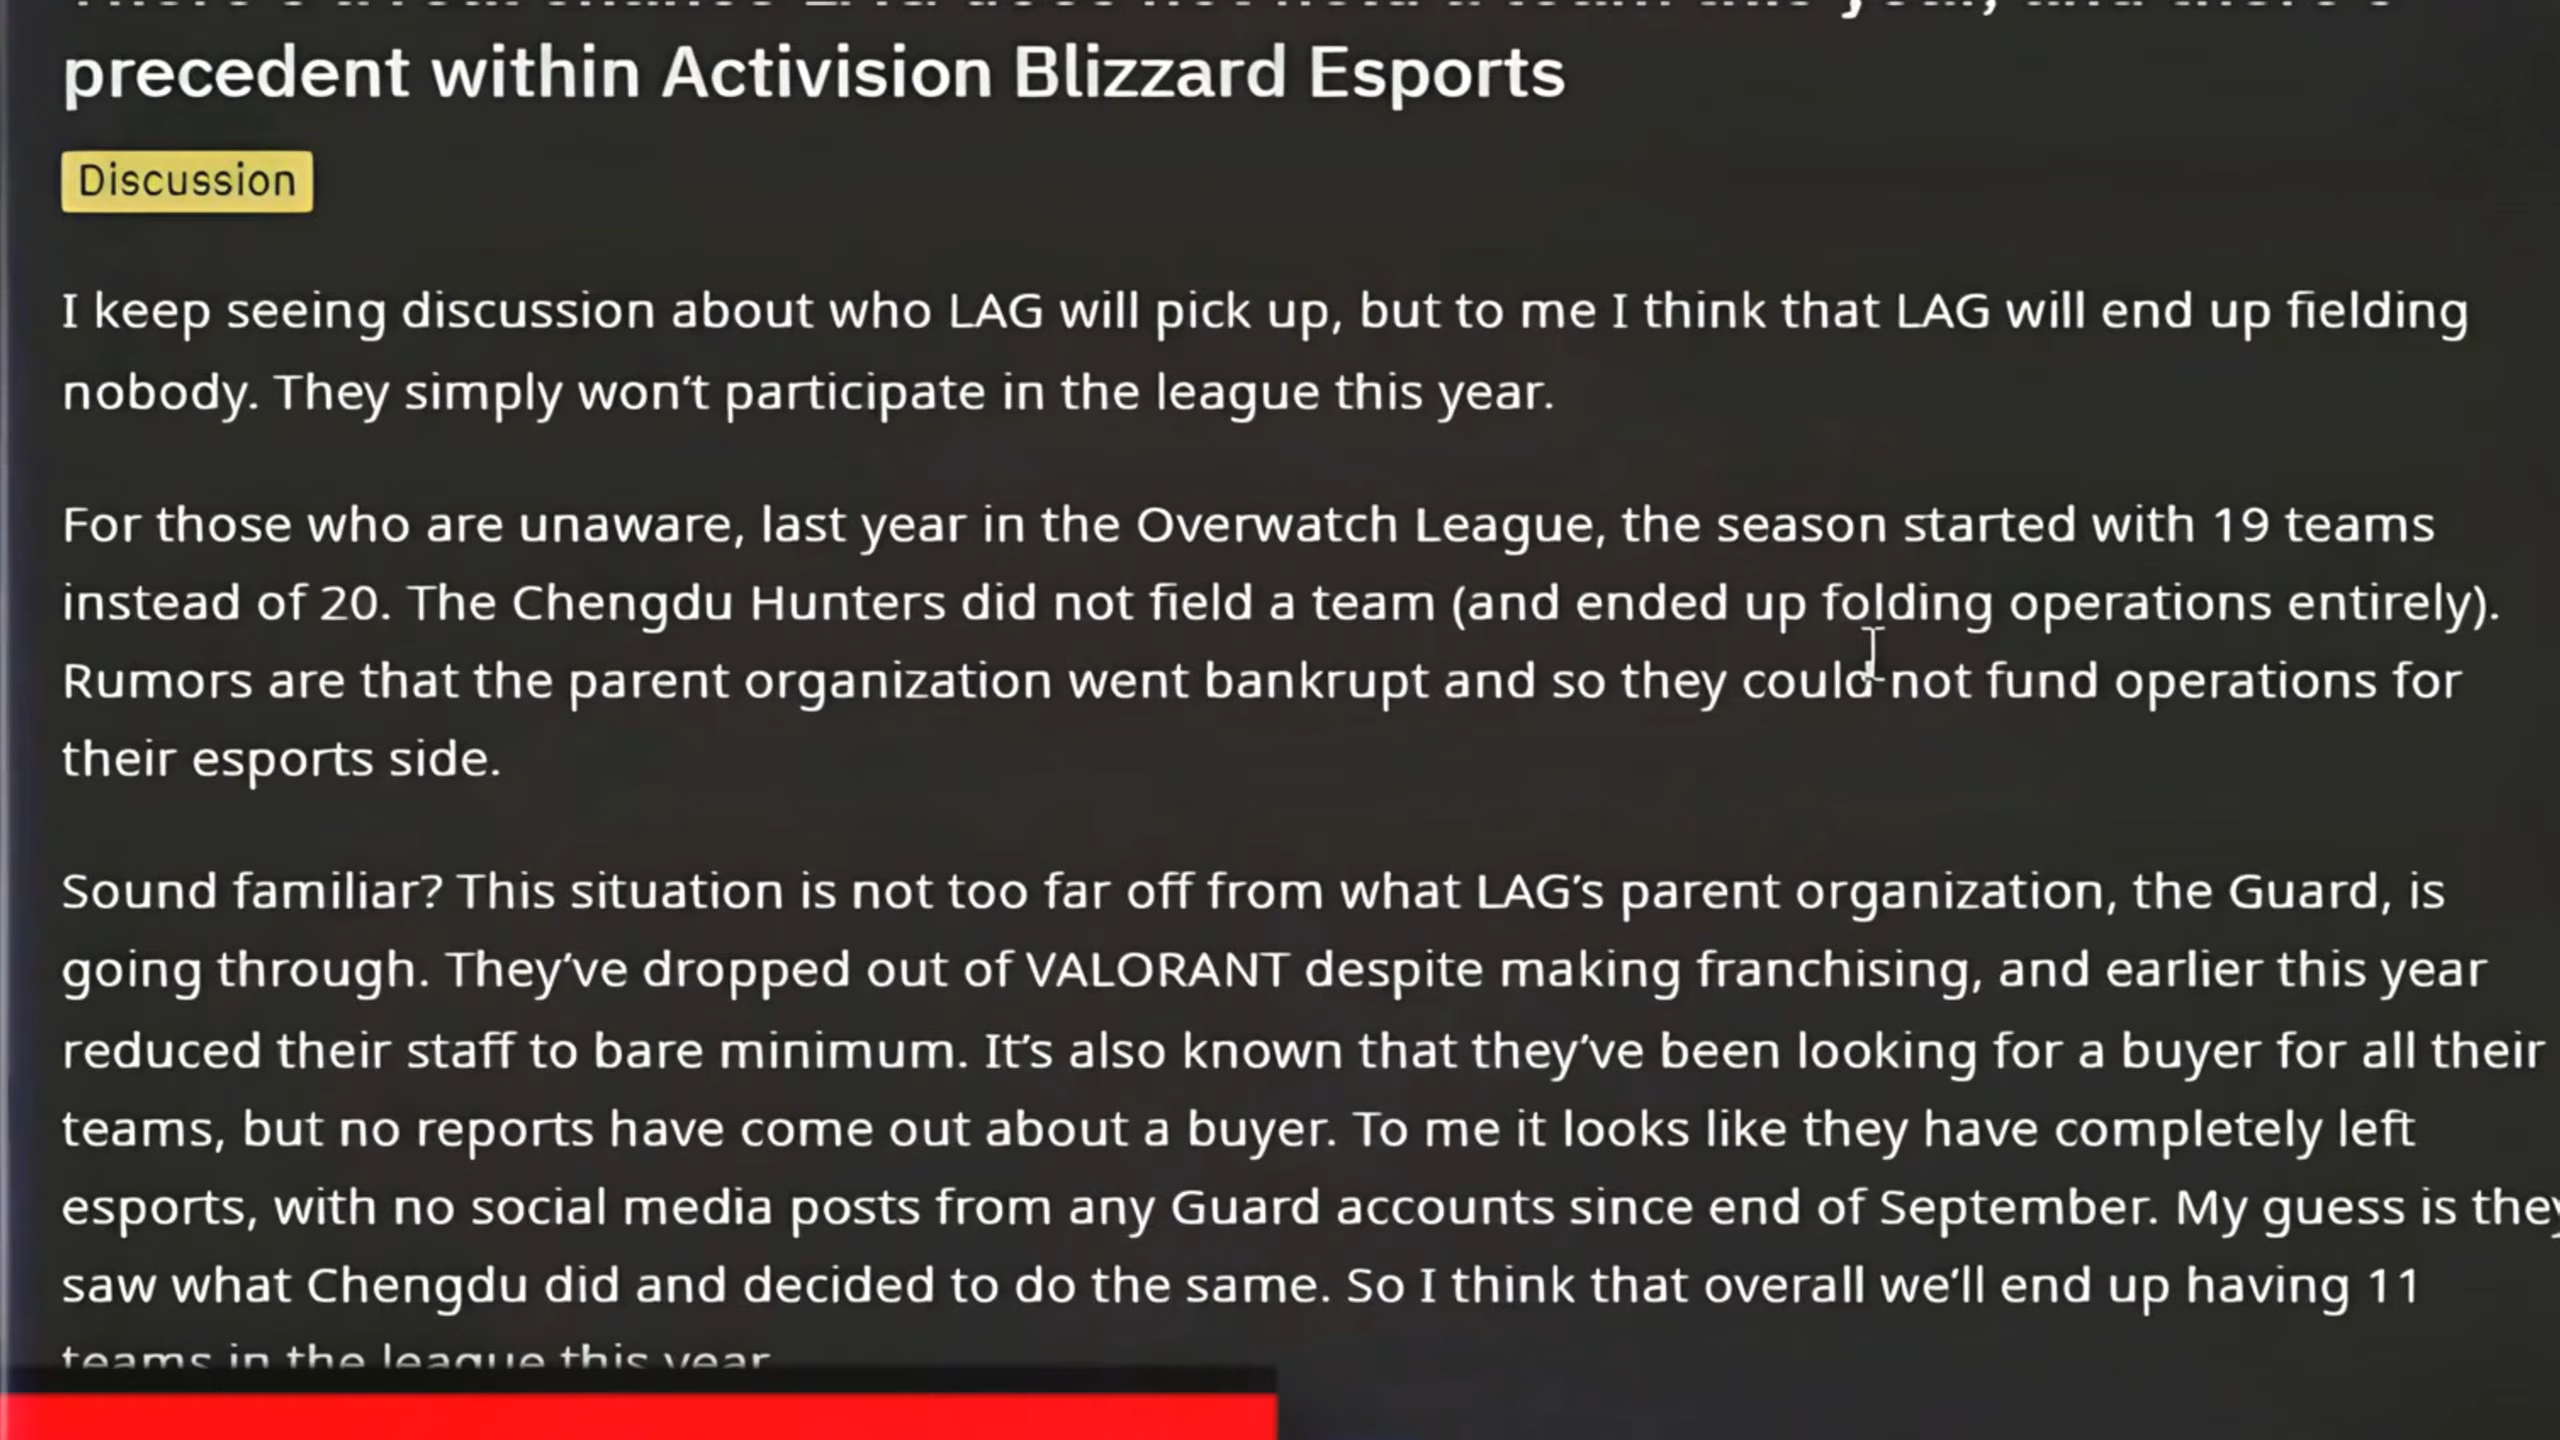 precedent within Activision Blizzard Esports
Discussion
I keep seeing discussion about who LAG will pick up, but to me I think that LAG will end up fielding
nobody. They simply won't participate in the league this year.
For those who are unaware, last year in the Overwatch League, the season started with 19 teams
instead of 20. The Chengdu Hunters did not field a team (and ended up folding operations entirely).
Rumors are that the parent organization went bankrupt and so they could not fund operations for
their esports side.
Sound familiar? This situation is not too far off from what LAG's parent organization, the Guard, is
going through. They've dropped out of VALORANT despite making franchising, and earlier this year
reduced their staff to bare minimum. It's also known that they've been looking for a buyer for all their
teams, but no reports have come out about a buyer. To me it looks like they have completely left
esports, with no social media posts from any Guard accounts since end of September. My guess is they
saw what Chengdu did and decided to do the same. So I think that overall we'll end up having 11
teams in the league this year